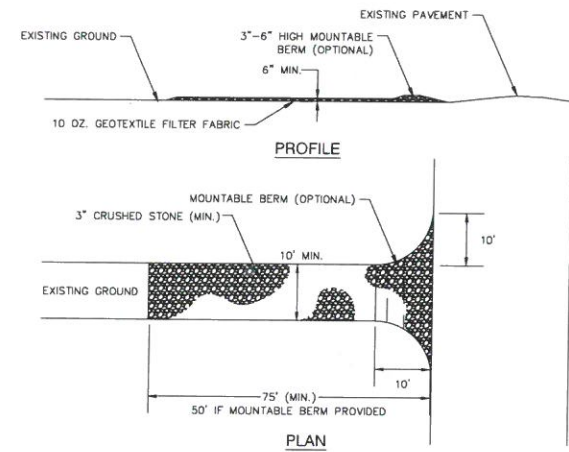 EXISTING PAVEMENT
EXISTING GROUND
3"-6" HIGH MOUNTABLE
BERM (OPTIONAL)
6" MIN.
10 OZ. GEOTEXTILE FILTER FABRIC
PROFILE
MOUNTABLE BERM (OPTIONAL)
3" CRUSHED STONE (MIN.)
10'
10' MIN.
EXISTING GROUND
10'
75' (MIN.)
50' IF MOUNTABLE BERM PROVIDED
PLAN